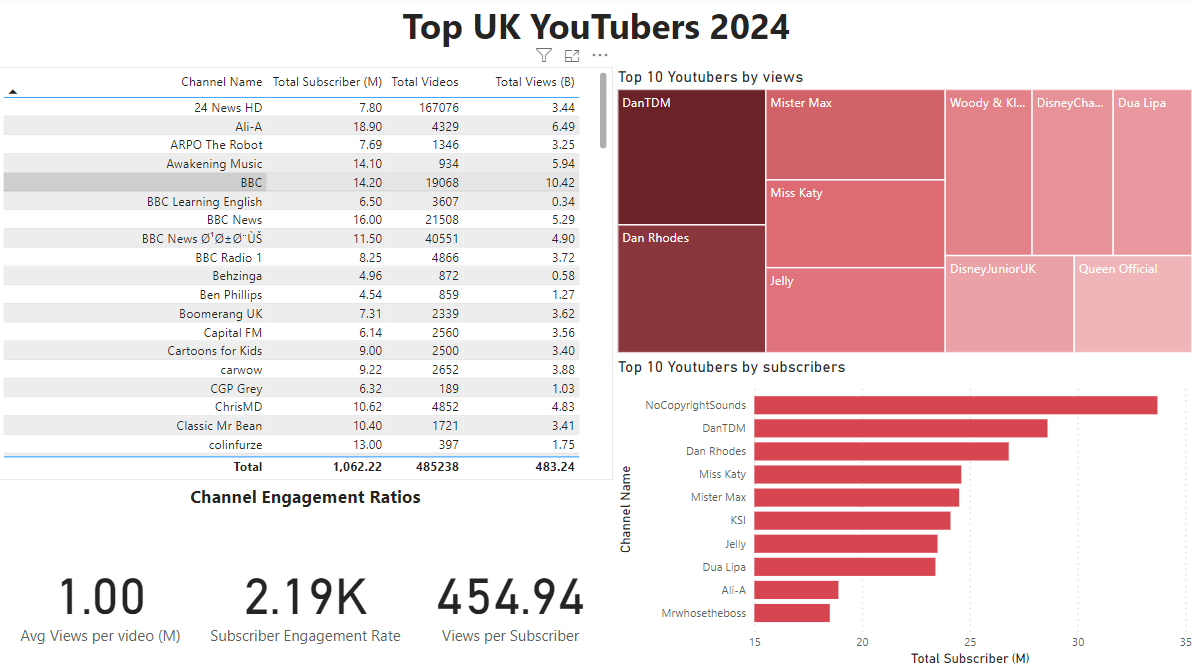 Top UK YouTubers 2024
Channel Name Total Subscriber (M) Total Videos Total Views (B)
24 News HD 7.80 167076 3.44
Ali-A 18.90 4329 6.49
ARPO The Robot 7.69 1346 3.25
Awakening Music 14.10 934 5.94
BBC 14.20 19068 10.42
BBC Learning English 6.50 3607 0.34
BBC News 16.00 21508 5.29
BBC News Ø¹Ø±Ø¨ÙŠ 11.50 40551 4.90
BBC Radio 1 8.25 4866 3.72
Behzinga 4.96 872 0.58
Ben Phillips 4.54 859 1.27
Boomerang UK 7.31 2339 3.62
Capital FM 6.14 2560 3.56
Cartoons for Kids 9.00 2500 3.40
carwow 9.22 2652 3.88
CGP Grey 6.32 189 1.03
ChrisMD 10.62 4852 4.83
Classic Mr Bean 10.40 1721 3.41
colinfurze 13.00 397 1.75
Total 1,062.22 485238 483.24
Channel Engagement Ratios
1.00
Avg Views per video (M)
2.19K
Subscriber Engagement Rate
454.94
Views per Subscriber
Top 10 Youtubers by views
DanTDM
Dan Rhodes
Mister Max
Miss Katy
Jelly
Woody & Kl...
DisneyCha...
Dua Lipa
DisneyJuniorUK
Queen Official
Top 10 Youtubers by subscribers
Channel Name
NoCopyrightSounds
DanTDM
Dan Rhodes
Miss Katy
Mister Max
KSI
Jelly
Dua Lipa
Ali-A
Mrwhosetheboss
15 20 25 30 35
Total Subscriber (M)